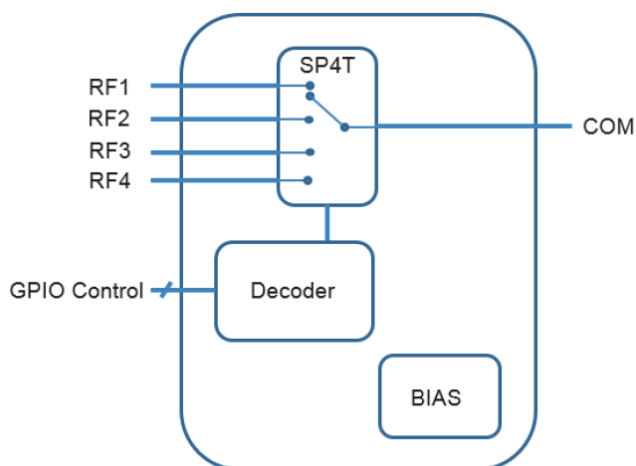 SP4T
RF1
RF2
COM
RF3
RF4
GPIO Control
Decoder
BIAS